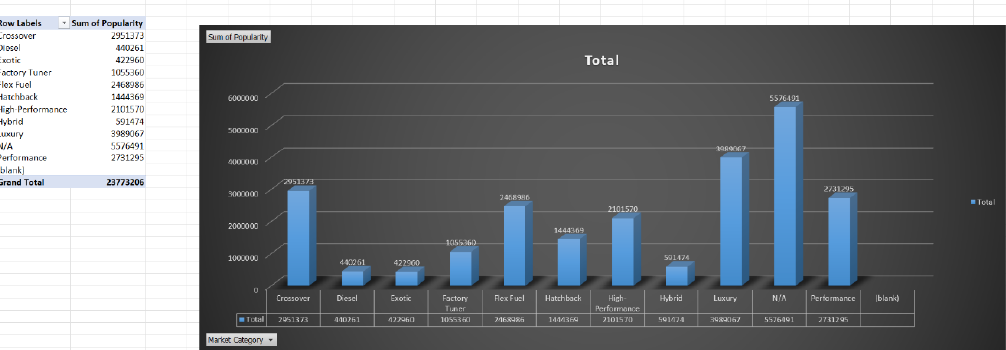 Row Labels Sum of Popularity
Crossover 2951373
Diesel 440261
Exotic 422960
Factory Tuner 1055360
Flex Fuel 2468986
Hatchback 1444369
High-Performance 2101570
Hybrid 591474
Luxury 3989067
N/A 5576491
Performance 2731295
(blank)
Grand Total 23773206
Sum of Popularity
Total
6000000
5000000
4000000
3000000
2000000
1000000
0
2951373
440261
422960
1055360
2468986
1444369
2101570
591474
3989067
5576491
2731295
Total
Crossover Diesel Exotic Factory Tuner Flex Fuel Hatchback High-Performance Hybrid Luxury N/A Performance (blank)
Total 2951373 440261 422960 1055360 2468986 1444369 2101570 591474 3989067 5576491 2731295
Market Category